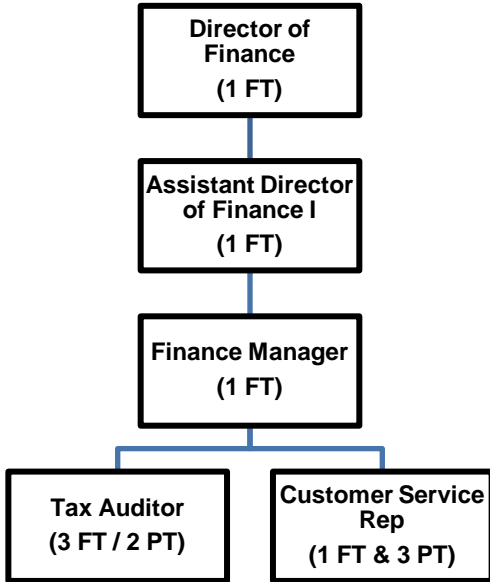 Director of
Finance
(1 FT)
Assistant Director
of Finance I
(1 FT)
Finance Manager
(1 FT)
Tax Auditor
(3 FT / 2 PT)
Customer Service
Rep
(1 FT & 3 PT)